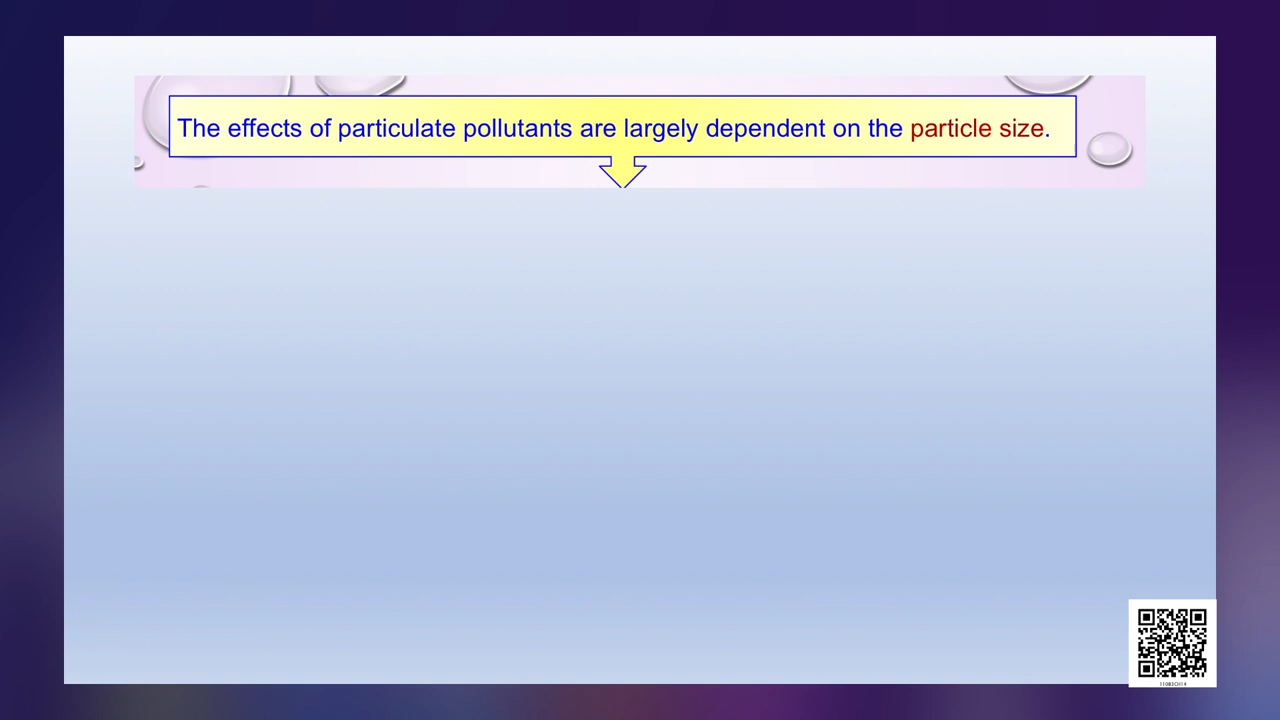 The effects of particulate pollutants are largely dependent on the particle size.